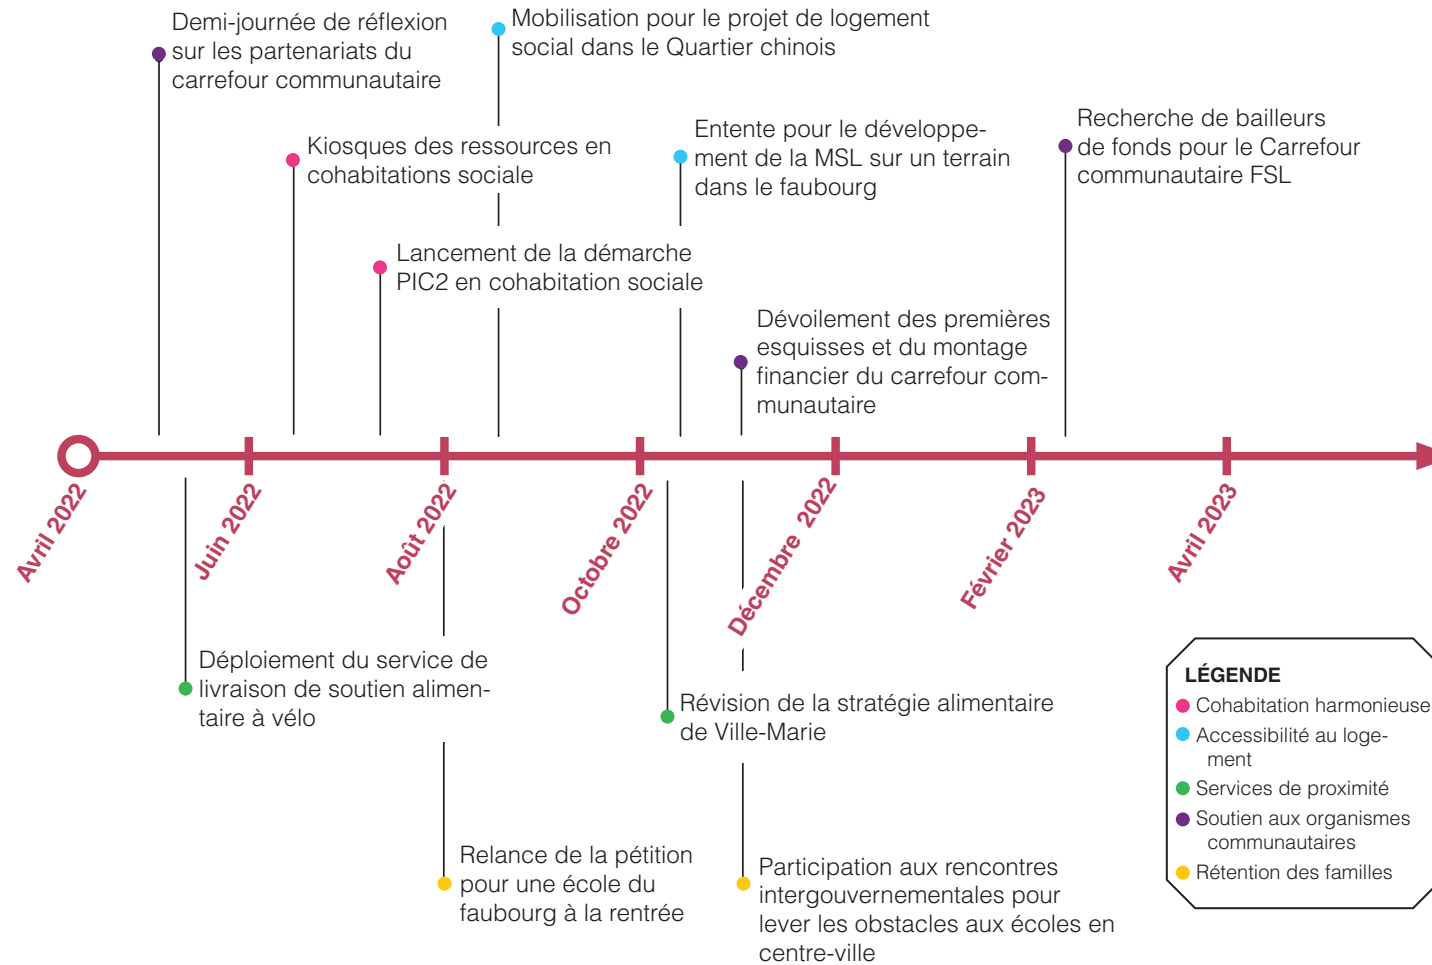 Demi-journée de réflexion
sur les partenariats du
carrefour communautaire
Mobilisation pour le projet de logement
social dans le Quartier chinois
Kiosques des ressources en
cohabitations sociale
Entente pour le développe-
ment de la MSL sur un terrain
dans le faubourg
Recherche de bailleurs
de fonds pour le Carrefour
communautaire FSL
Lancement de la démarche
PIC2 en cohabitation sociale
Dévoilement des premières
esquisses et du montage
financier du carrefour com-
munautaire
Avril 2022
Juin 2022
Août 2022
Octobre 2022
Décembre 2022
Février 2023
Avril 2023
Déploiement du service de
livraison de soutien alimen-
taire à vélo
Révision de la stratégie alimentaire
de Ville-Marie
Relance de la pétition
pour une école du
faubourg à la rentrée
Participation aux rencontres
intergouvernementales pour
lever les obstacles aux écoles en
centre-ville
LÉGENDE
Cohabitation harmonieuse
Accessibilité au loge-
ment
Services de proximité
Soutien aux organismes
communautaires
Rétention des familles